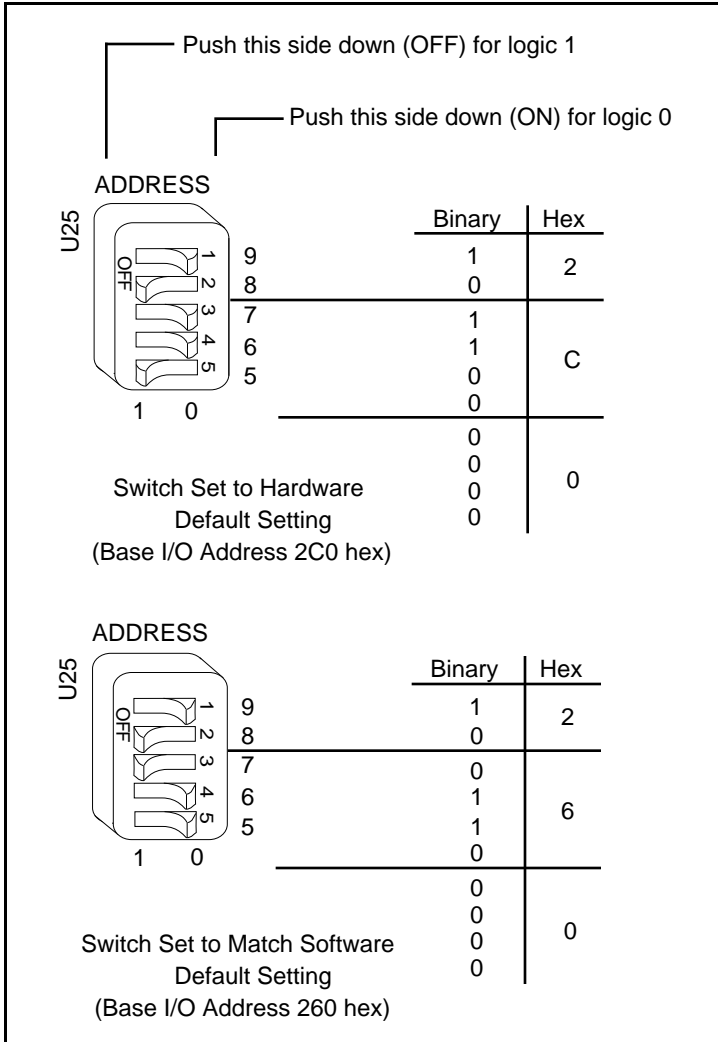 Push this side down (OFF) for logic 1
Push this side down (ON) for logic 0
ADDRESS
U25
OFF
1
2
3
4
5
9
8
7
6
5
1 0
Binary Hex
1
0
2
1
1
0
0
C
0
0
0
0
0
Switch Set to Hardware
Default Setting
(Base I/O Address 2C0 hex)
ADDRESS
U25
OFF
1
2
3
4
5
9
8
7
6
5
1 0
Binary Hex
1
0
2
0
1
1
0
6
0
0
0
0
0
Switch Set to Match Software
Default Setting
(Base I/O Address 260 hex)